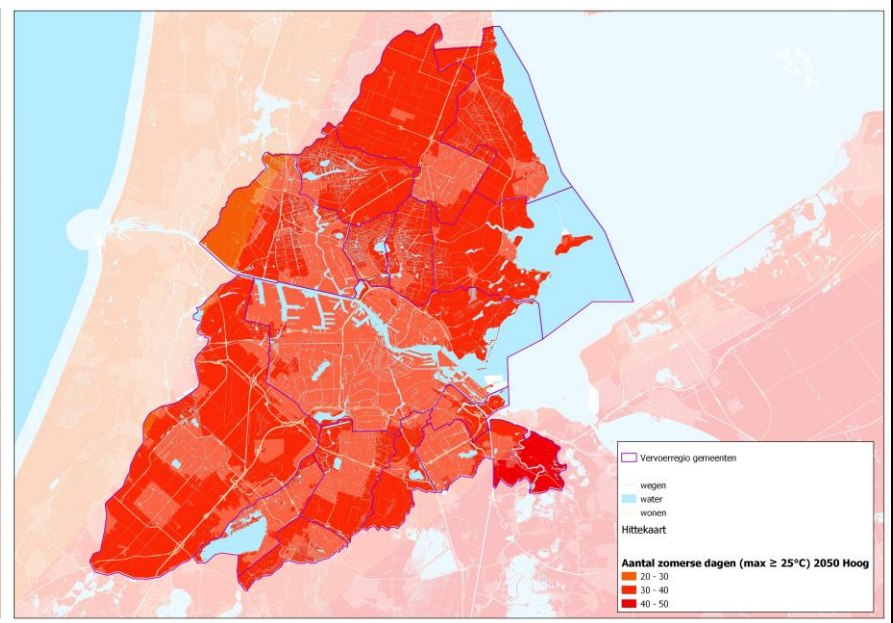 Vervoerregio gemeenten
wegen
water
wonen
Hittekaart
Aantal zomerse dagen (max ≥ 25°C) 2050 Hoog
20 - 30
30 - 40
40 - 50